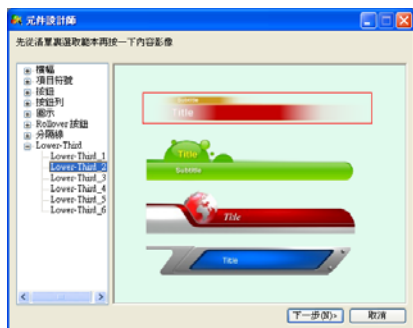 元件設計師
先從清單裏選取範本再按一下內容影像
橫幅
項目符號
按鈕
按鈕列
圖示
Rollover 按鈕
分隔線
Lower-Third
Lower-Third_1
Lower-Third_2
Lower-Third_3
Lower-Third_4
Lower-Third_5
Lower-Third_6
Subtitle
Title
Title
Subtitle
Title
Title
下一步(N)>
取消